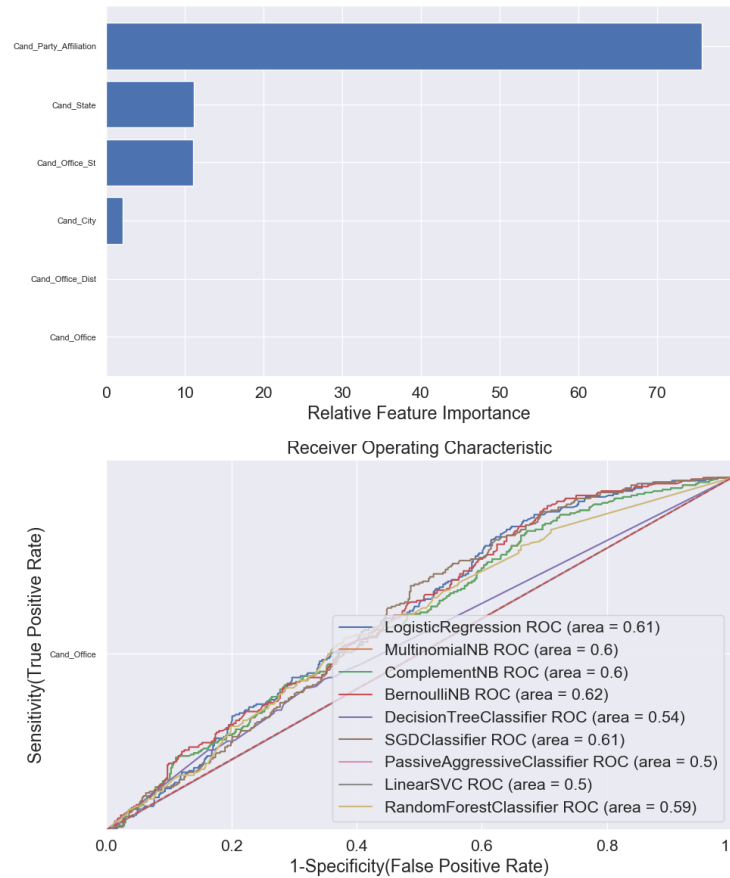 Cand_Party_Affiliation
Cand_State
Cand_Office_St
Cand_City
Cand_Office_Dist
Cand_Office
0 10 20 30 40 50 60 70
Relative Feature Importance
Receiver Operating Characteristic
Sensitivity(True Positive Rate)
Cand_Office
LogisticRegression ROC (area = 0.61)
MultinomialNB ROC (area = 0.6)
ComplementNB ROC (area = 0.6)
BernoulliNB ROC (area = 0.62)
DecisionTreeClassifier ROC (area = 0.54)
SGDClassifier ROC (area = 0.61)
PassiveAggressiveClassifier ROC (area = 0.5)
LinearSVC ROC (area = 0.5)
RandomForestClassifier ROC (area = 0.59)
0.0 0.2 0.4 0.6 0.8 1
1-Specificity(False Positive Rate)